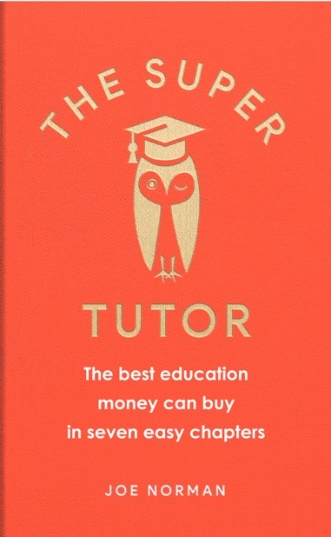 THE SUPER
TUTOR
The best education
money can buy
in seven easy chapters
JOE NORMAN